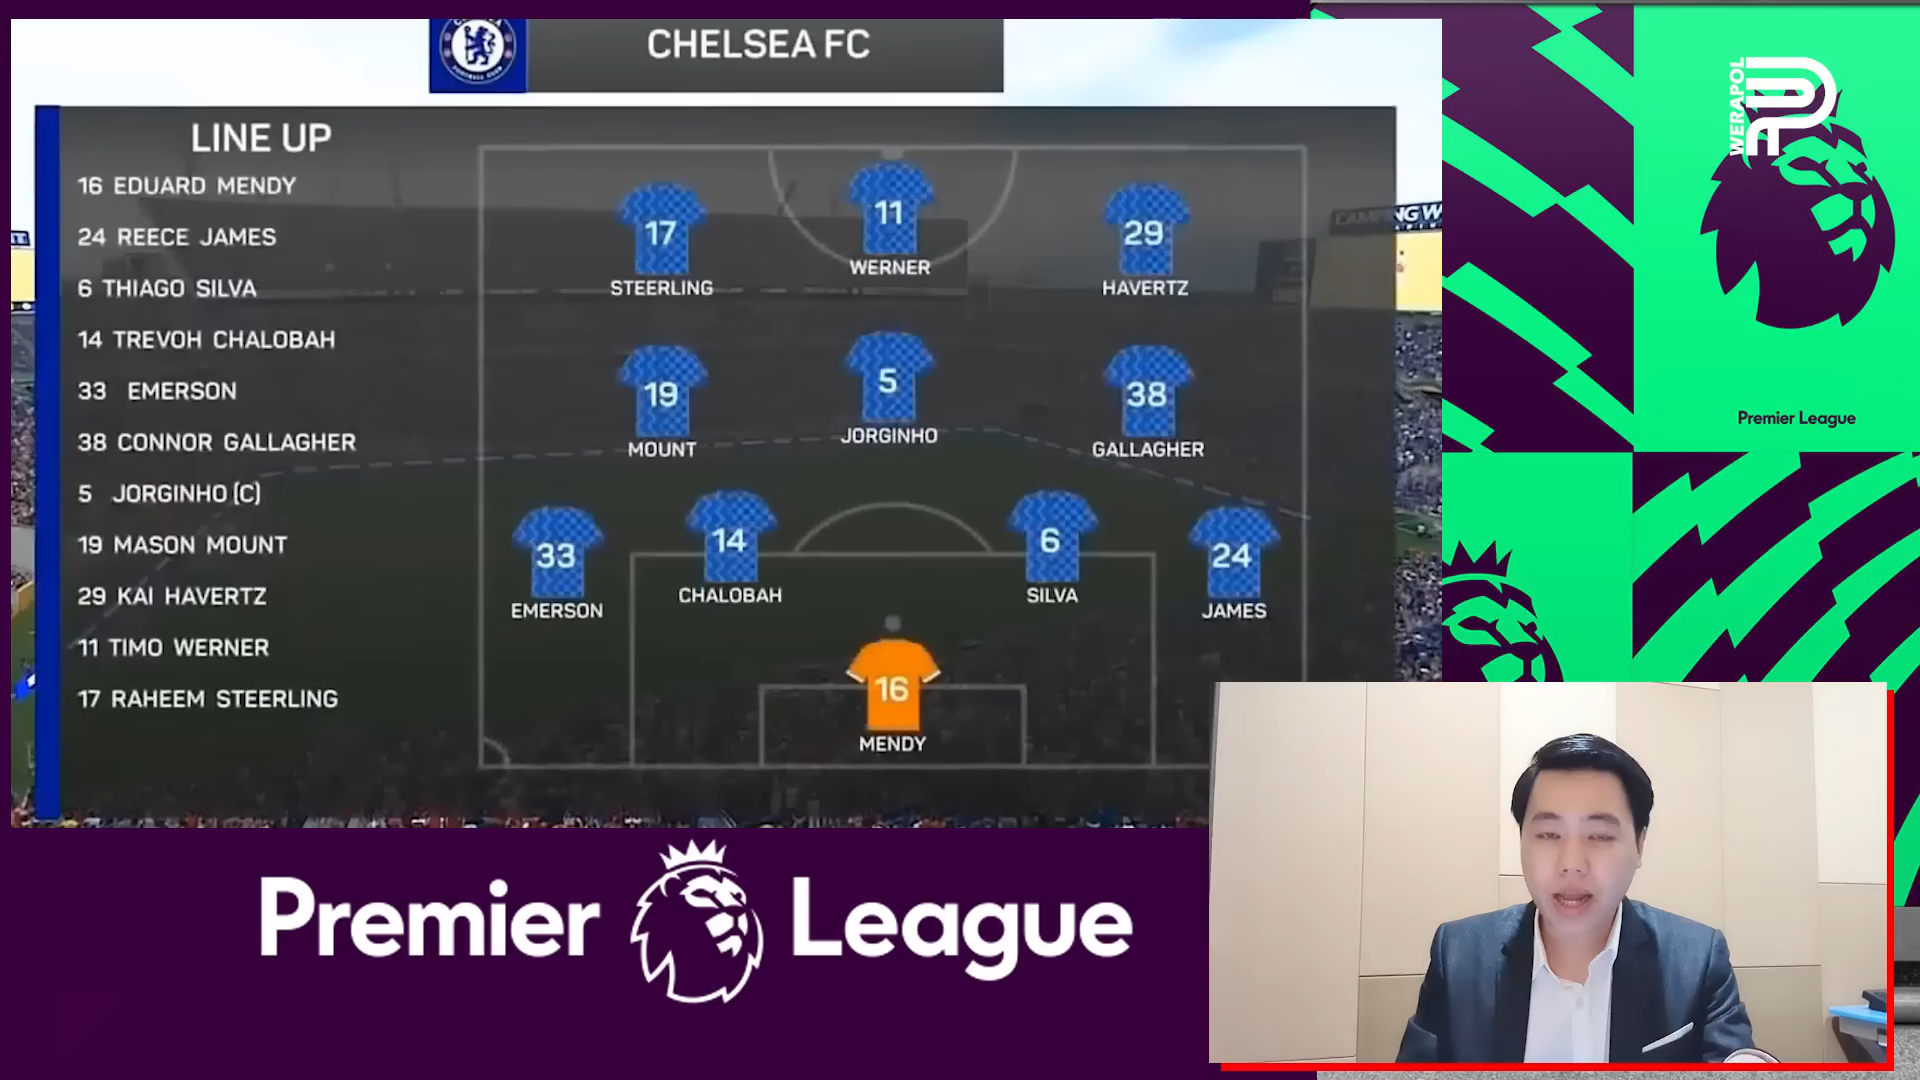 CHELSEA FC
LINE UP
16 EDUARD MENDY
24 REECE JAMES
6 THIAGO SILVA
14 TREVOH CHALOBAH
33 EMERSON
38 CONNOR GALLAGHER
5 JORGINHO (C)
19 MASON MOUNT
29 KAI HAVERTZ
11 TIMO WERNER
17 RAHEEM STEERLING
17
STEERLING
11
WERNER
29
HAVERTZ
19
MOUNT
5
JORGINHO
38
GALLAGHER
33
EMERSON
14
CHALOBAH
6
SILVA
24
JAMES
16
MENDY
WERAPOL
Premier League
Premier League